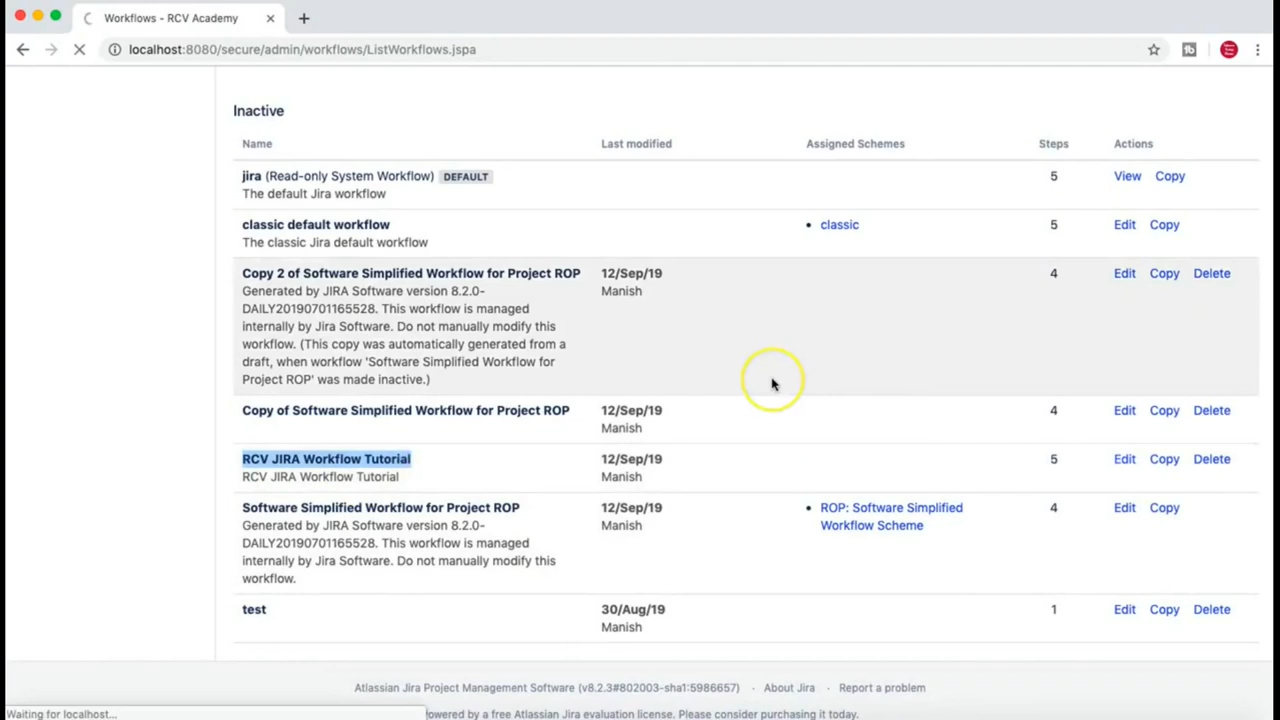 Workflows - RCV Academy
localhost:8080/secure/admin/workflows/ListWorkflows.jspa
Inactive
Name Last modified Assigned Schemes Steps Actions
jira (Read-only System Workflow) DEFAULT 5 View Copy
The default Jira workflow
classic default workflow • classic 5 Edit Copy
The classic Jira default workflow
Copy 2 of Software Simplified Workflow for Project ROP 12/Sep/19 4 Edit Copy Delete
Generated by JIRA Software version 8.2.0- Manish
DAILY20190701165528. This workflow is managed
internally by Jira Software. Do not manually modify this
workflow. (This copy was automatically generated from a
draft, when workflow 'Software Simplified Workflow for
Project ROP' was made inactive.)
Copy of Software Simplified Workflow for Project ROP 12/Sep/19 4 Edit Copy Delete
Manish
RCV JIRA Workflow Tutorial 12/Sep/19 5 Edit Copy Delete
RCV JIRA Workflow Tutorial Manish
Software Simplified Workflow for Project ROP 12/Sep/19 • ROP: Software Simplified 4 Edit Copy
Generated by JIRA Software version 8.2.0- Manish Workflow Scheme
DAILY20190701165528. This workflow is managed
internally by Jira Software. Do not manually modify this
workflow.
test 30/Aug/19 1 Edit Copy Delete
Manish
Atlassian Jira Project Management Software (v8.2.3#802003-sha1:5986657) · About Jira · Report a problem
Waiting for localhost... owered by a free Atlassian Jira evaluation license. Please consider purchasing it today.